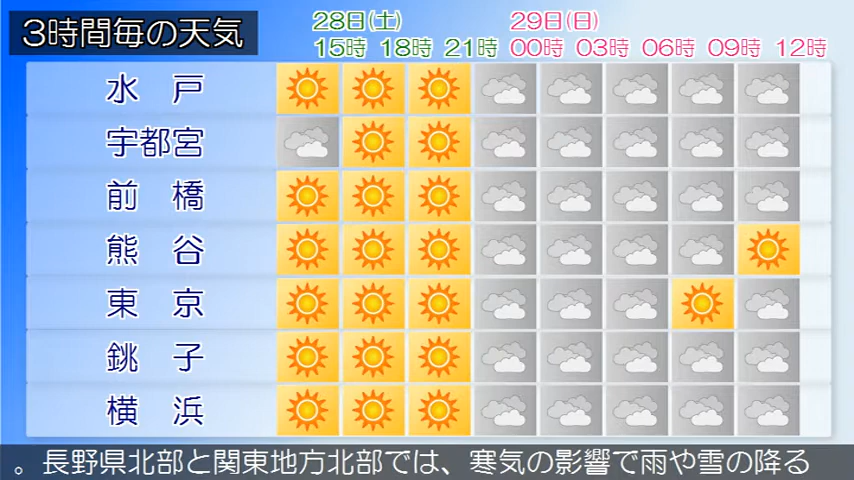 3時間毎の天気
28日(土) 29日(日)
15時 18時 21時 00時 03時 06時 09時 12時
水 戸
宇都宮
前 橋
熊 谷
東 京
銚 子
横 浜
。長野県北部と関東地方北部では、寒気の影響で雨や雪の降る